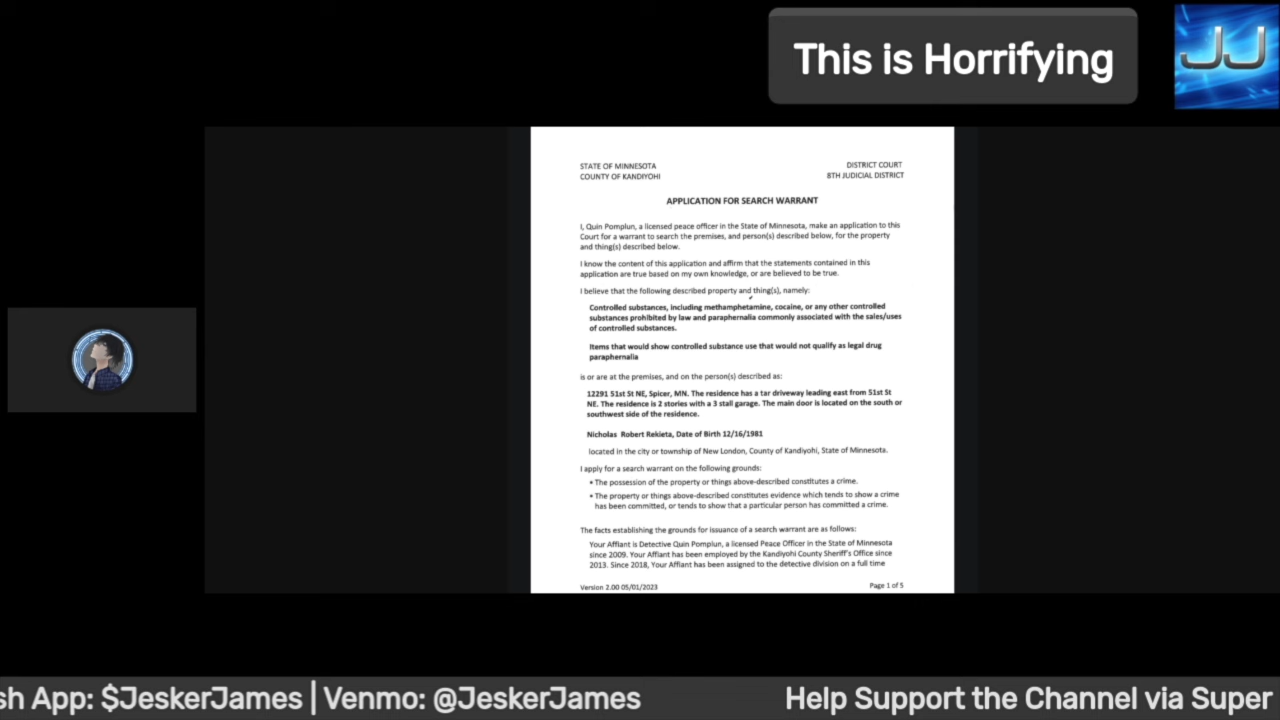 This is Horrifying
JJ
STATE OF MINNESOTA
DISTRICT COURT
COUNTY OF KANDIYOHI
8TH JUDICIAL DISTRICT
APPLICATION FOR SEARCH WARRANT
I, Quin Pomplun, a licensed peace officer in the State of Minnesota, make an application to this
Court for a warrant to search the premises, and person(s) described below, for the property
and thing(s) described below.
I know the content of this application and affirm that the statements contained in this
application are true based on my own knowledge, or are believed to be true.
I believe that the following described property and thing(s), namely:
Controlled substances, including methamphetamine, cocaine, or any other controlled
substances prohibited by law and paraphernalia commonly associated with the sales/uses
of controlled substances.
Items that would show controlled substance use that would not qualify as legal drug
paraphernalia
is or are at the premises, and on the person(s) described as:
12291 51st St NE, Spicer, MN. The residence has a tar driveway leading east from 51st St
NE. The residence is 2 stories with a 3 stall garage. The main door is located on the south or
southwest side of the residence.
Nicholas Robert Rekieta, Date of Birth 12/16/1981
located in the city or township of New London, County of Kandiyohi, State of Minnesota.
I apply for a search warrant on the following grounds:
• The possession of the property or things above-described constitutes a crime.
• The property or things above-described constitutes evidence which tends to show a crime
has been committed, or tends to show that a particular person has committed a crime.
The facts establishing the grounds for issuance of a search warrant are as follows:
Your Affiant is Detective Quin Pomplun, a licensed Peace Officer in the State of Minnesota
since 2009. Your Affiant has been employed by the Kandiyohi County Sheriff's Office since
2013. Since 2018, Your Affiant has been assigned to the detective division on a full time
Version 2.00 05/01/2023
Page 1 of 5
sh App: $JeskerJames | Venmo: @JeskerJames
Help Support the Channel via Super